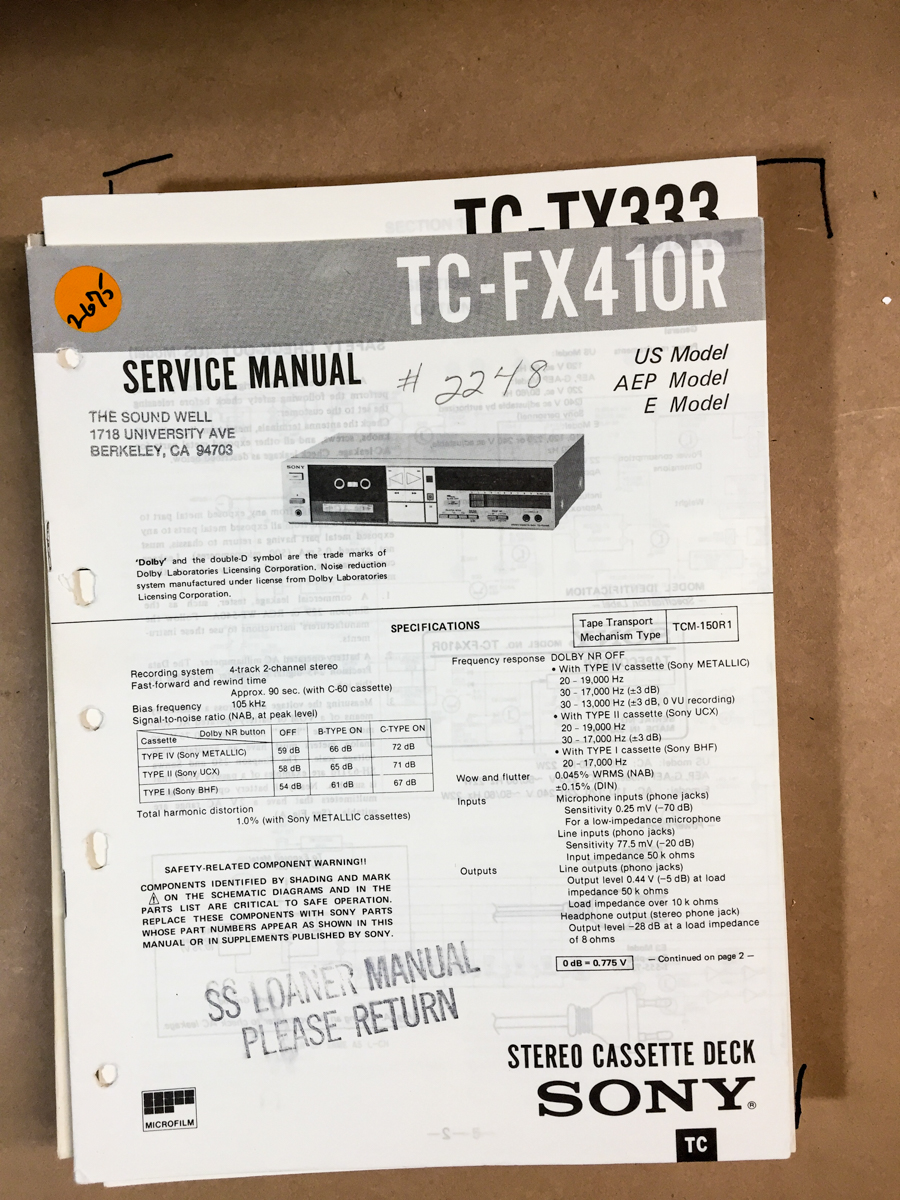 TC-TX333
TC-FX410R
2675
SERVICE MANUAL
# 2248
US Model
AEP Model
E Model
THE SOUND WELL
1718 UNIVERSITY AVE
BERKELEY, CA 94703
SONY
'Dolby' and the double-D symbol are the trade marks of
Dolby Laboratories Licensing Corporation. Noise reduction
system manufactured under license from Dolby Laboratories
Licensing Corporation.
SPECIFICATIONS
Tape Transport
Mechanism Type
TCM-150R1
Recording system 4-track 2-channel stereo
Fast-forward and rewind time
Approx. 90 sec. (with C-60 cassette)
Bias frequency 105 kHz
Signal-to-noise ratio (NAB, at peak level)
Dolby NR button OFF B-TYPE ON C-TYPE ON
Cassette
TYPE IV (Sony METALLIC) 59 dB 66 dB 72 dB
TYPE II (Sony UCX) 58 dB 65 dB 71 dB
TYPE I (Sony BHF) 54 dB 61 dB 67 dB
Total harmonic distortion
1.0% (with Sony METALLIC cassettes)
SAFETY-RELATED COMPONENT WARNING!!
COMPONENTS IDENTIFIED BY SHADING AND MARK
⚠ ON THE SCHEMATIC DIAGRAMS AND IN THE
PARTS LIST ARE CRITICAL TO SAFE OPERATION.
REPLACE THESE COMPONENTS WITH SONY PARTS
WHOSE PART NUMBERS APPEAR AS SHOWN IN THIS
MANUAL OR IN SUPPLEMENTS PUBLISHED BY SONY.
Frequency response DOLBY NR OFF
• With TYPE IV cassette (Sony METALLIC)
20 – 19,000 Hz
30 – 17,000 Hz (±3 dB)
30 – 13,000 Hz (±3 dB, 0 VU recording)
• With TYPE II cassette (Sony UCX)
20 – 19,000 Hz
30 – 17,000 Hz (±3 dB)
• With TYPE I cassette (Sony BHF)
20 – 17,000 Hz
Wow and flutter 0.045% WRMS (NAB)
±0.15% (DIN)
Inputs Microphone inputs (phone jacks)
Sensitivity 0.25 mV (−70 dB)
For a low-impedance microphone
Line inputs (phono jacks)
Sensitivity 77.5 mV (−20 dB)
Input impedance 50 k ohms
Outputs Line outputs (phono jacks)
Output level 0.44 V (−5 dB) at load
impedance 50 k ohms
Load impedance over 10 k ohms
Headphone output (stereo phone jack)
Output level −28 dB at a load impedance
of 8 ohms
0 dB = 0.775 V
— Continued on page 2 —
SS LOANER MANUAL
PLEASE RETURN
STEREO CASSETTE DECK
SONY®
TC
MICROFILM